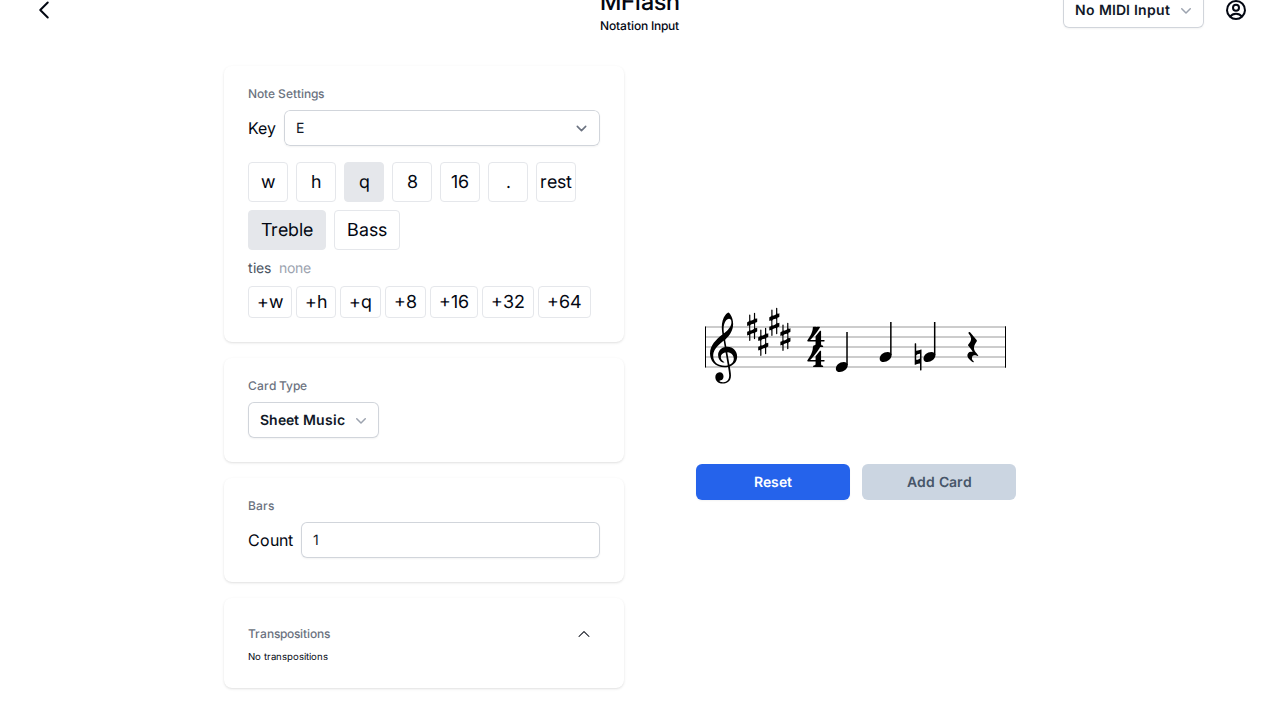 MFlash
Notation Input
No MIDI Input
Note Settings
Key E
w h q 8 16 . rest
Treble Bass
ties none
+w +h +q +8 +16 +32 +64
Card Type
Sheet Music
Bars
Count 1
Transpositions
No transpositions
4
4
Reset Add Card